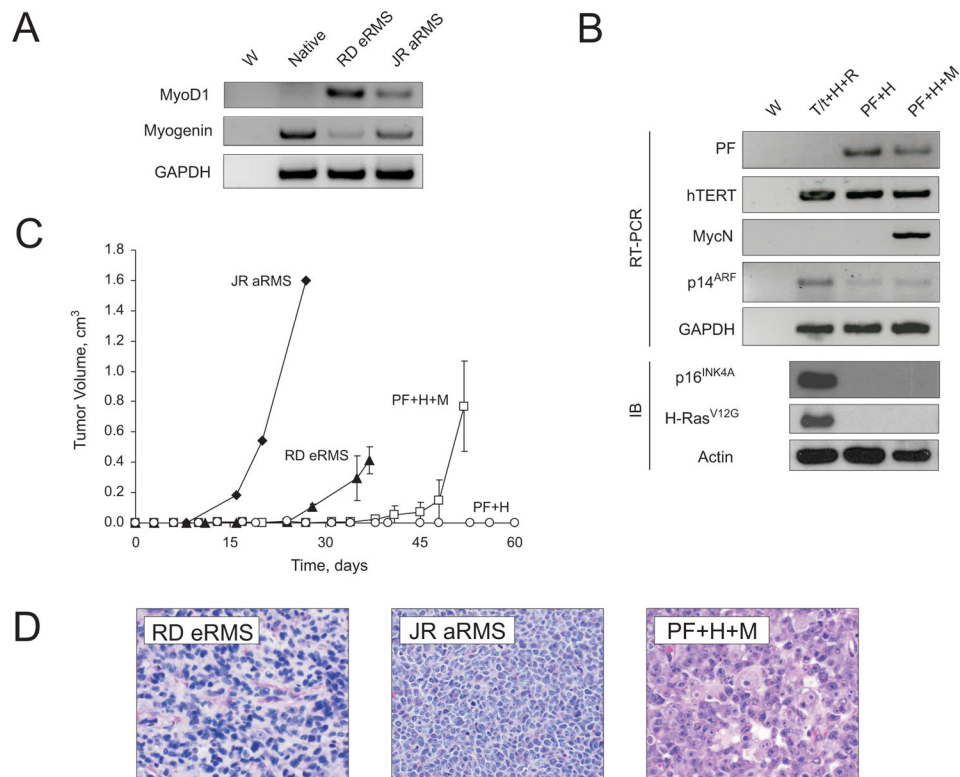 A
W
Native
RD eRMS
JR aRMS
MyoD1
Myogenin
GAPDH
B
W
T/t+H+R
PF+H
PF+H+M
RT-PCR
PF
hTERT
MycN
p14ARF
GAPDH
IB
p16INK4A
H-RasV12G
Actin
C
Tumor Volume, cm3
1.8
1.6
1.4
1.2
1.0
0.8
0.6
0.4
0.2
0.0
JR aRMS
RD eRMS
PF+H+M
PF+H
0 15 30 45 60
Time, days
D
RD eRMS
JR aRMS
PF+H+M